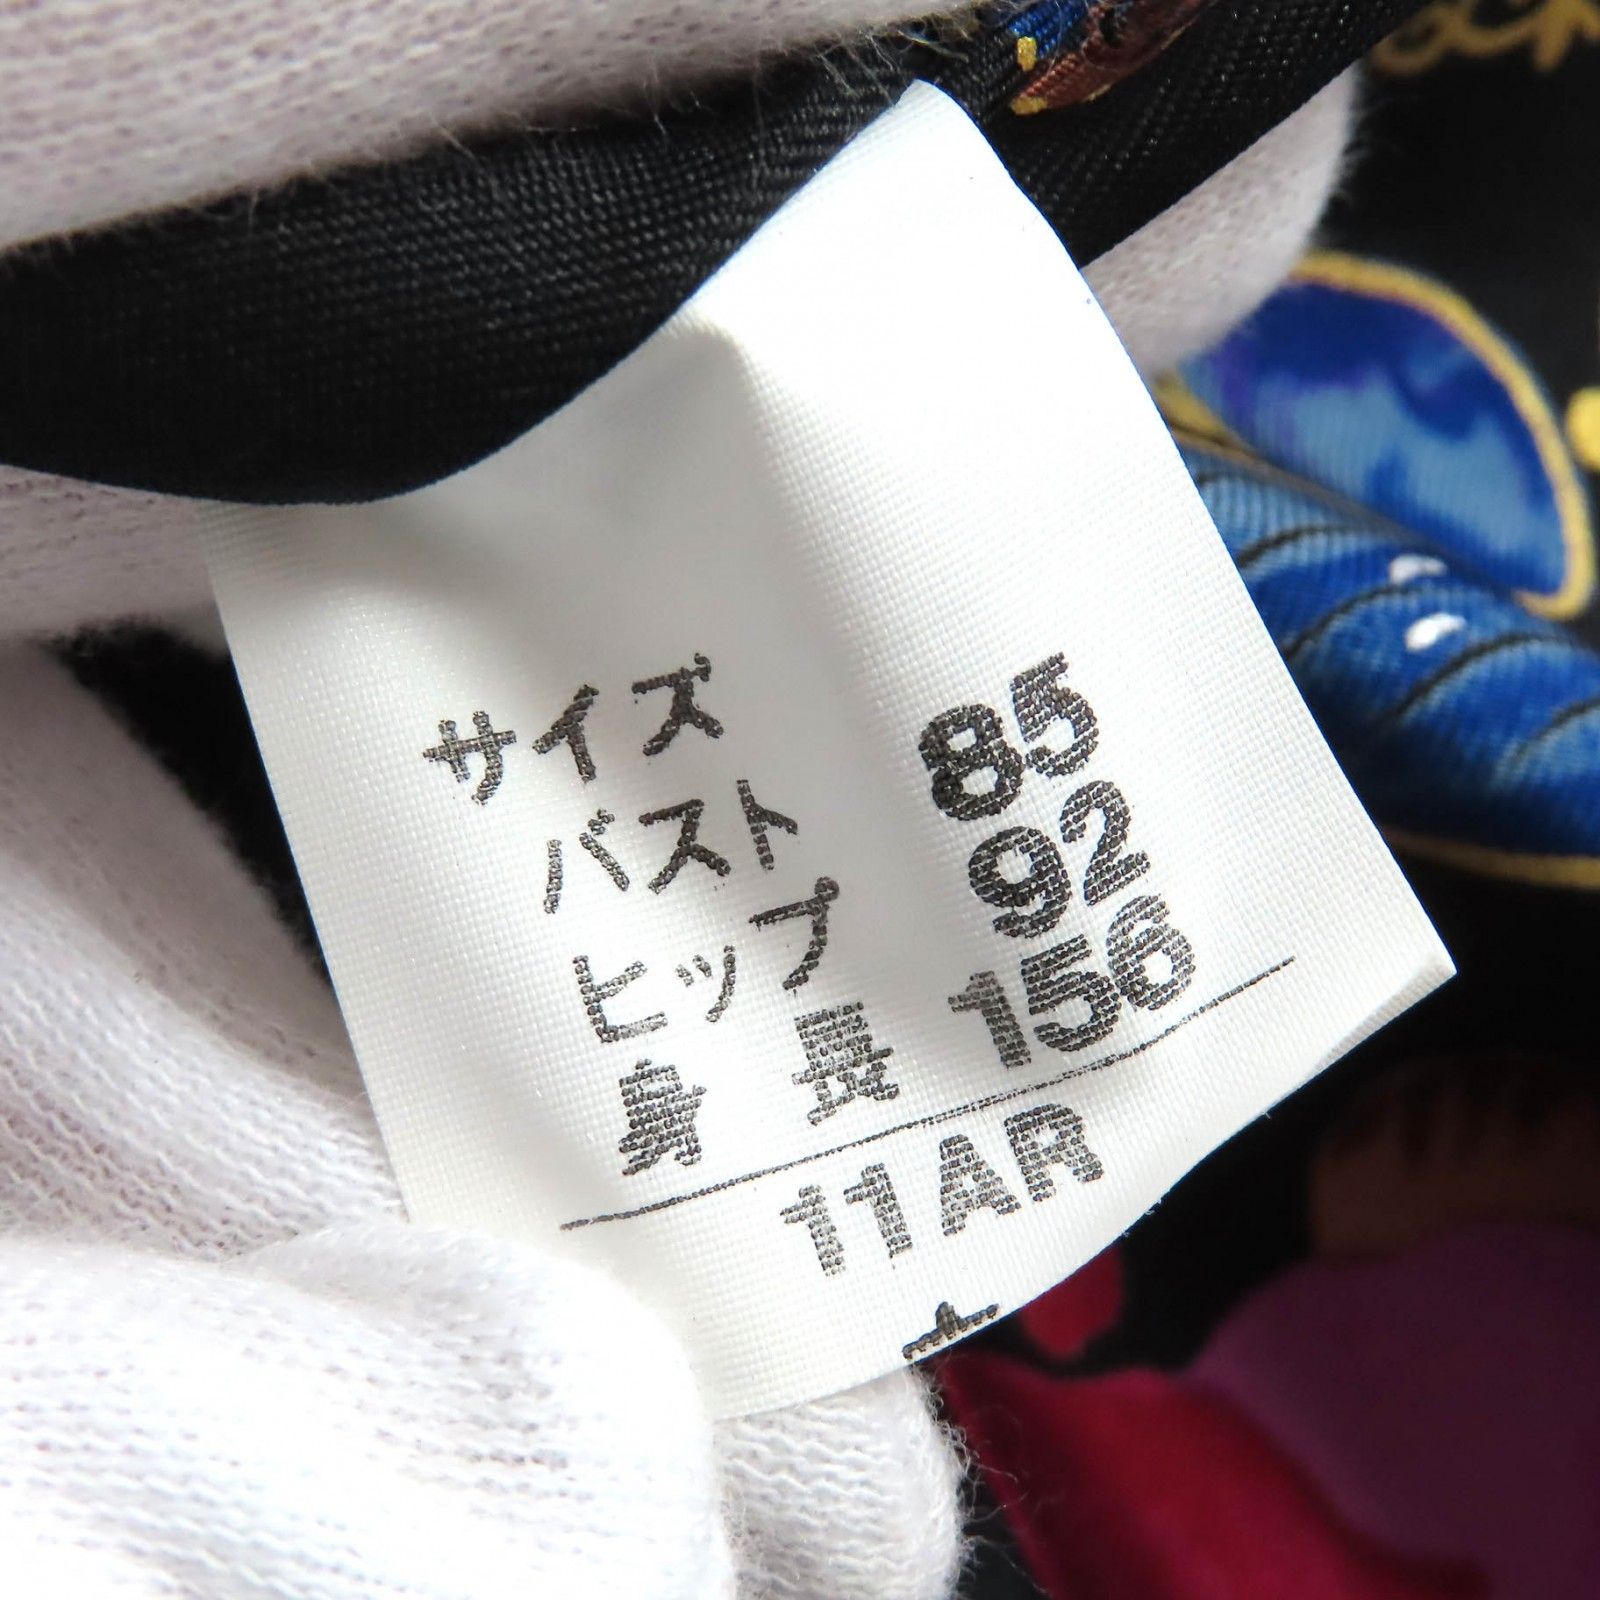 サイズ
バスト 85
ヒップ 92
身長 156
11AR